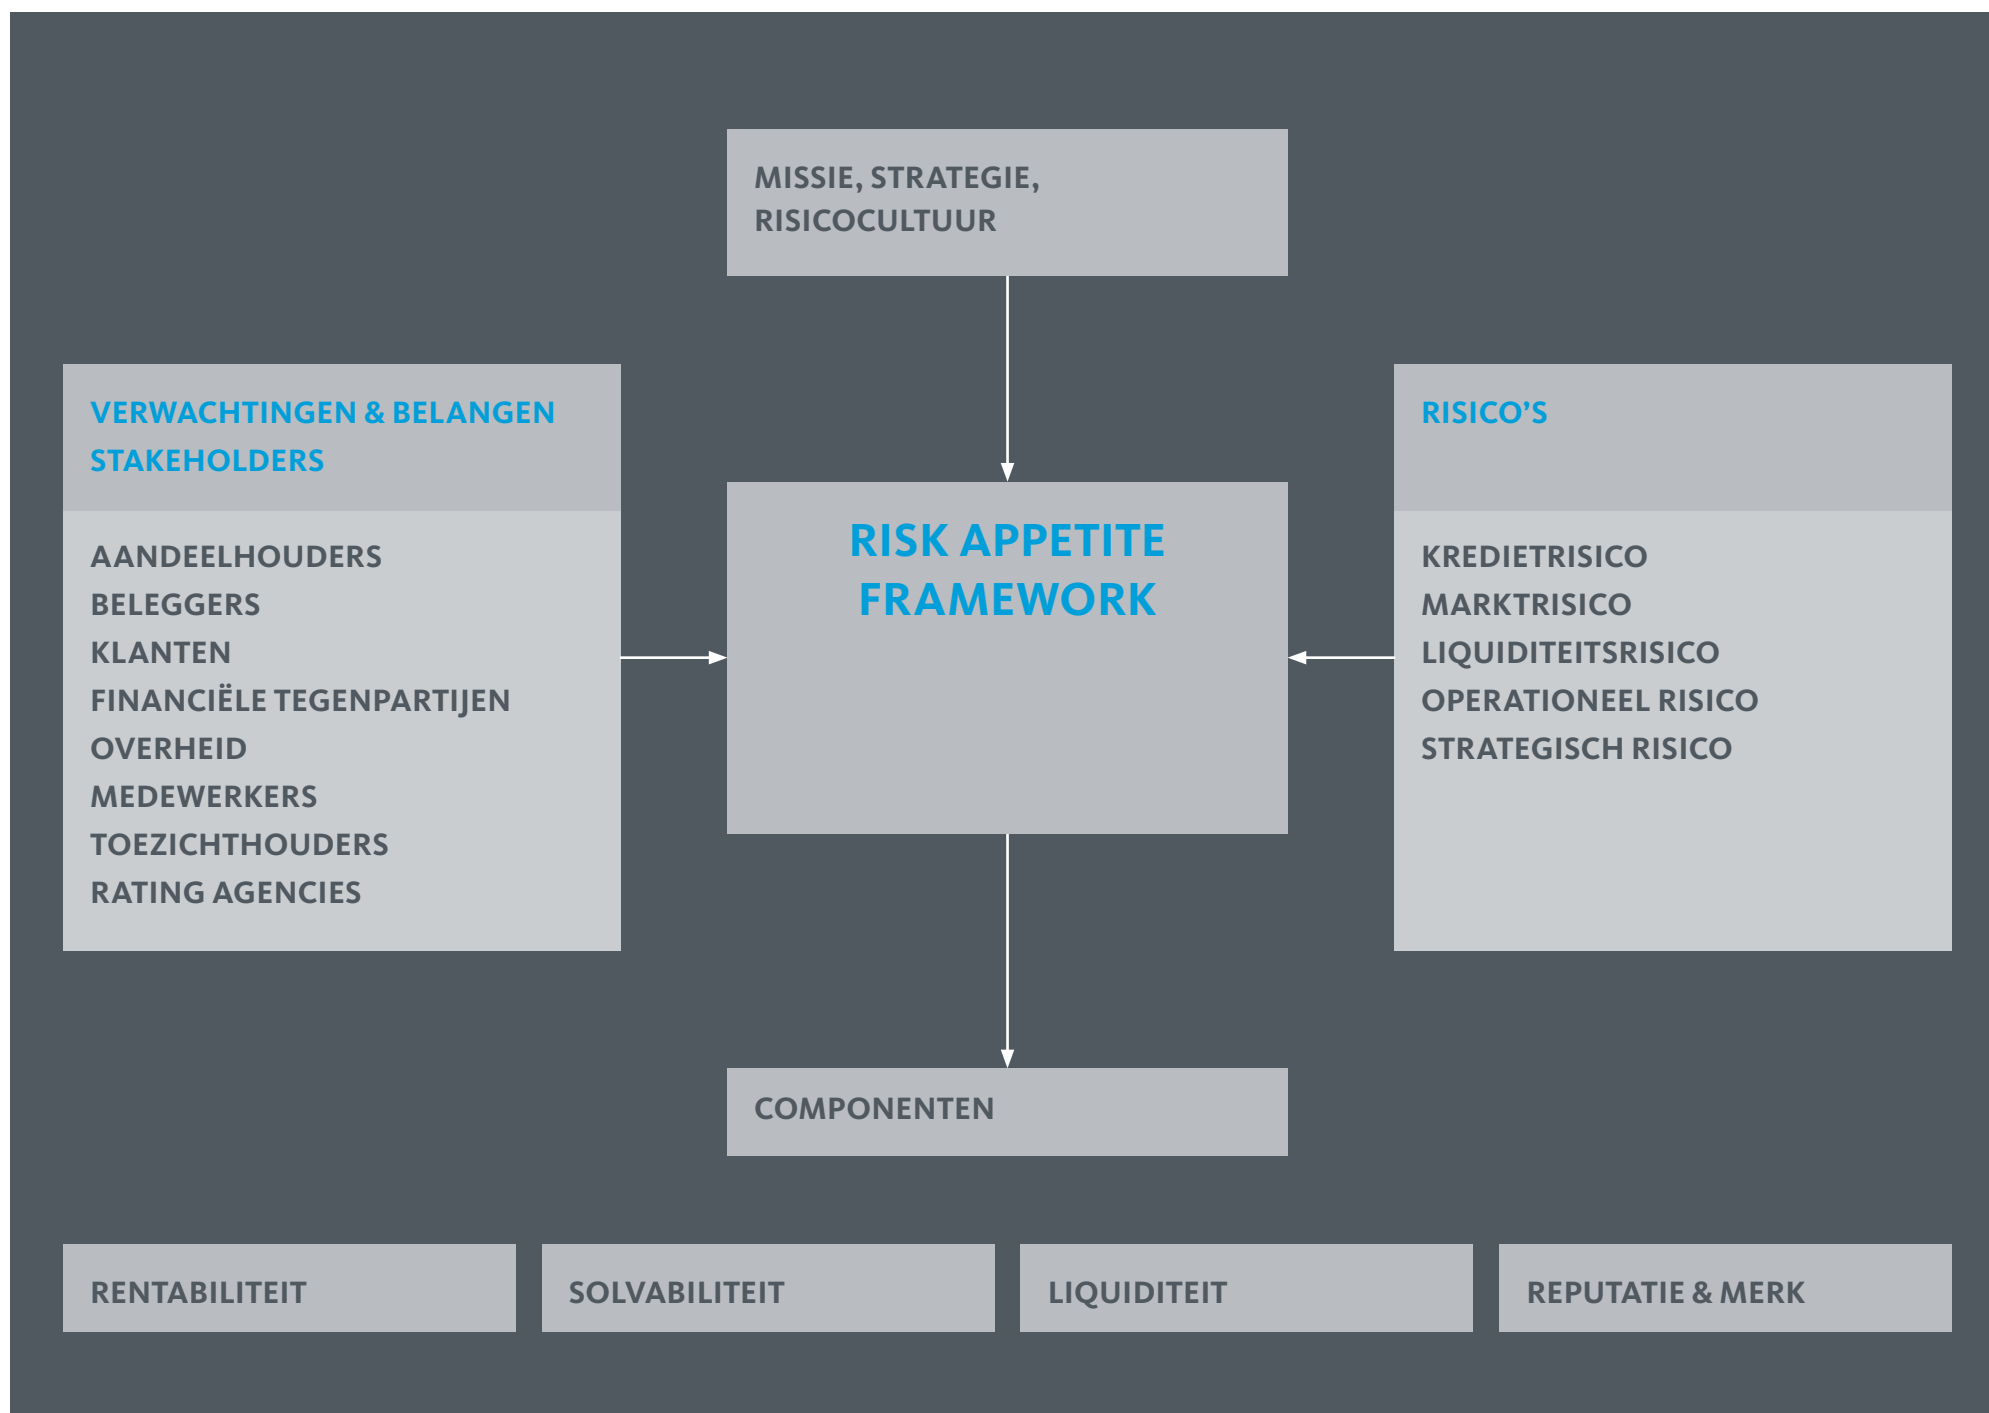 MISSIE, STRATEGIE,
RISICOCULTUUR
VERWACHTINGEN & BELANGEN
STAKEHOLDERS
AANDEELHOUDERS
BELEGGERS
KLANTEN
FINANCIËLE TEGENPARTIJEN
OVERHEID
MEDEWERKERS
TOEZICHTHOUDERS
RATING AGENCIES
RISK APPETITE
FRAMEWORK
RISICO’S
KREDIETRISICO
MARKTRISICO
LIQUIDITEITSRISICO
OPERATIONEEL RISICO
STRATEGISCH RISICO
COMPONENTEN
RENTABILITEIT
SOLVABILITEIT
LIQUIDITEIT
REPUTATIE & MERK